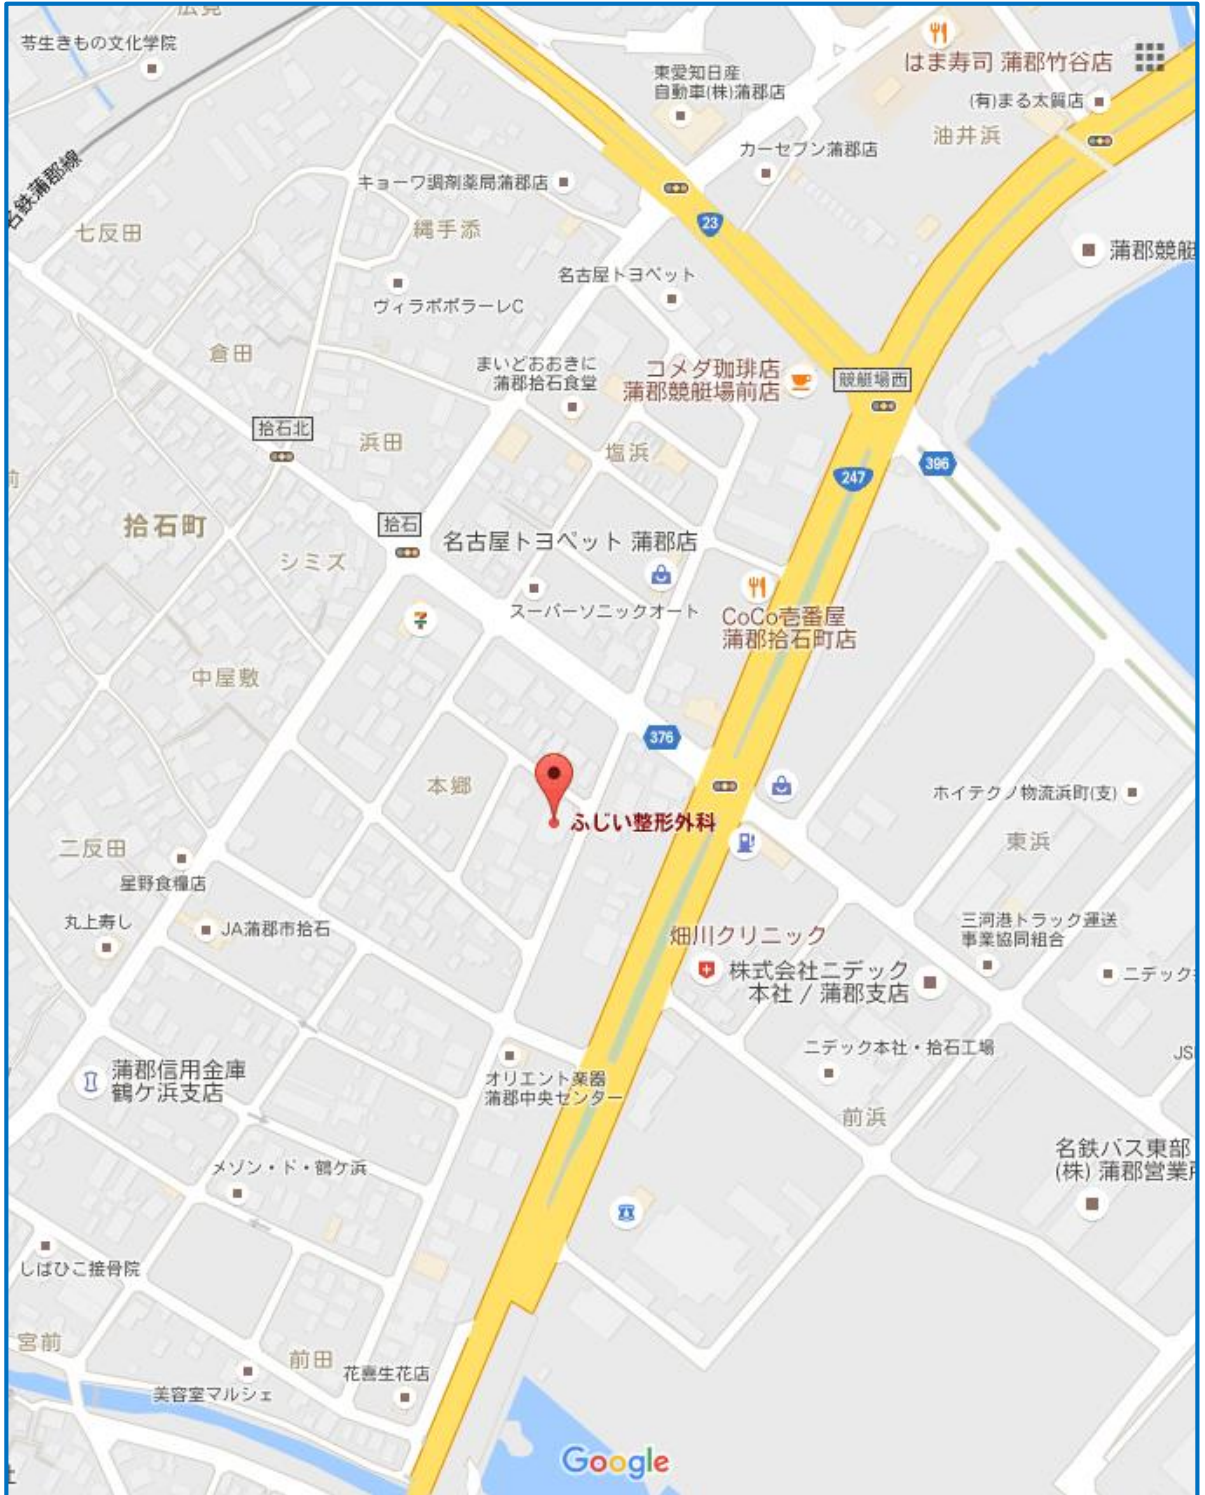 広見
苓生きもの文化学院
はま寿司 蒲郡竹谷店
東愛知日産
自動車(株)蒲郡店
(有)まる太貿店
油井浜
カーセブン蒲郡店
名鉄蒲郡線
キョーワ調剤薬局蒲郡店
七反田
縄手添
23
蒲郡競艇
名古屋トヨペット
ヴィラポポラーレC
倉田
まいどおおきに
蒲郡拾石食堂
コメダ珈琲店
蒲郡競艇場前店
競艇場西
拾石北
浜田
塩浜
396
247
前
拾石町
拾石
名古屋トヨペット 蒲郡店
シミズ
スーパーソニックオート
CoCo壱番屋
蒲郡拾石町店
中屋敷
376
本郷
ホイテクノ物流浜町(支)
ふじい整形外科
東浜
二反田
星野食糧店
丸上寿し
JA蒲郡市拾石
三河港トラック運送
事業協同組合
畑川クリニック
株式会社ニデック
本社 / 蒲郡支店
ニデック
ニデック本社・拾石工場
JS
蒲郡信用金庫
鶴ケ浜支店
オリエント楽器
蒲郡中央センター
前浜
名鉄バス東部
(株) 蒲郡営業所
メゾン・ド・鶴ケ浜
しばひこ接骨院
宮前
前田
花喜生花店
美容室マルシェ
Google